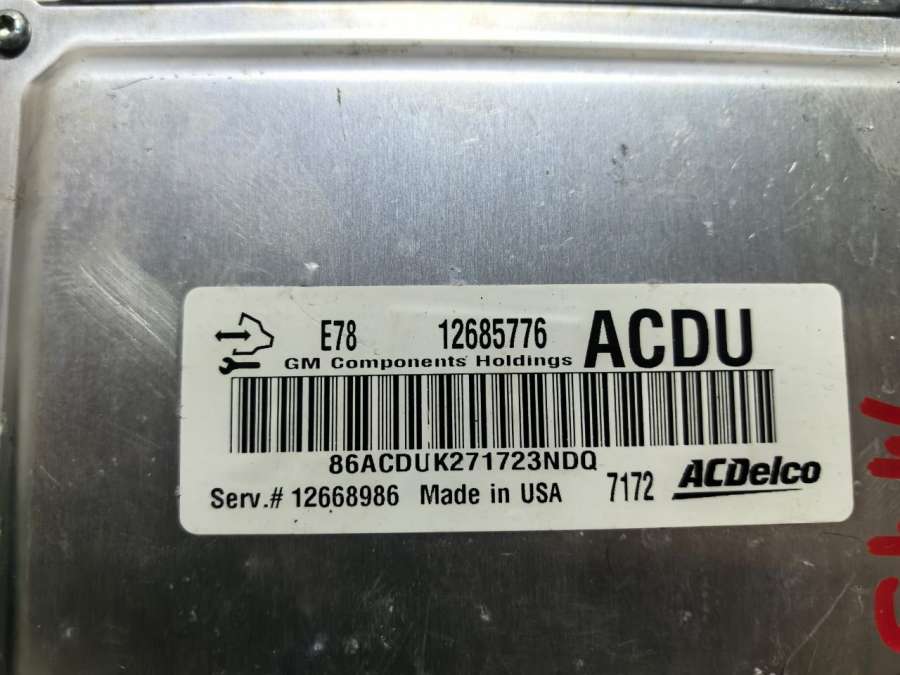 E78 12685776 ACDU
GM Components Holdings
86ACDUK271723NDQ
Serv.# 12668986 Made in USA 7172 ACDelco